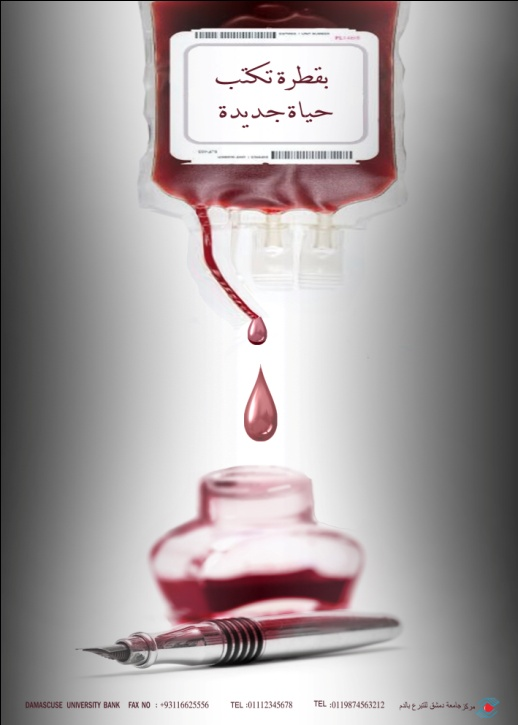 بقطرة تكتب
حياة جديدة
DAMASCUSE UNIVERSITY BANK FAX NO : +93116625556 TEL :01112345678 TEL :0119874563212 مركز جامعة دمشق للتبرع بالدم